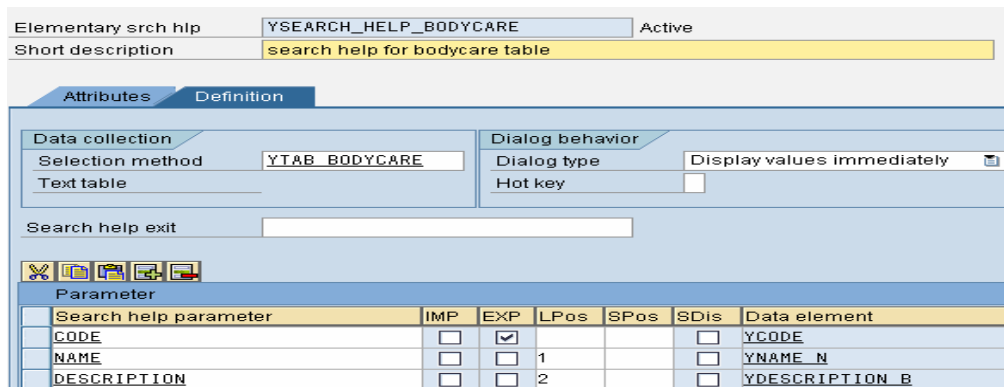 Elementary srch hlp YSEARCH_HELP_BODYCARE Active
Short description search help for bodycare table
Attributes Definition
Data collection Dialog behavior
Selection method YTAB_BODYCARE Dialog type Display values immediately
Text table Hot key
Search help exit
Parameter
Search help parameter IMP EXP LPos SPos SDis Data element
CODE YCODE
NAME 1 YNAME_N
DESCRIPTION 2 YDESCRIPTION_B